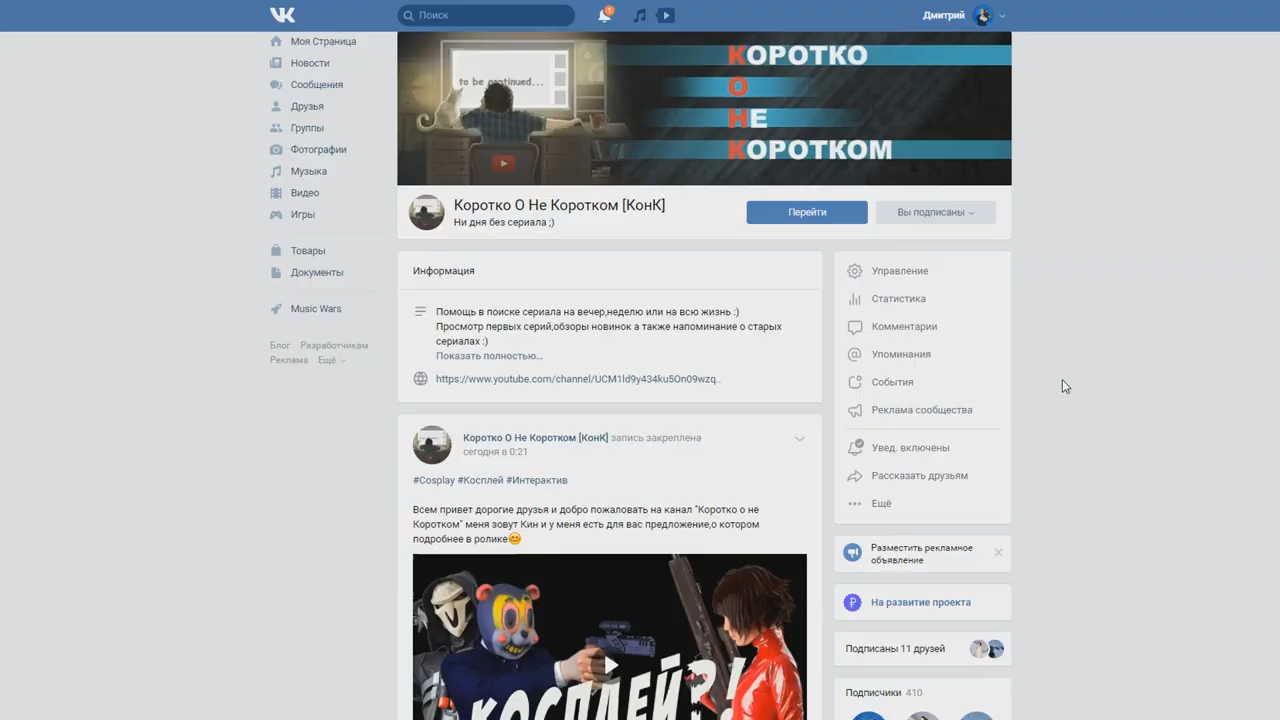 Поиск
1
Дмитрий
Моя Страница
Новости
Сообщения
Друзья
Группы
Фотографии
Музыка
Видео
Игры
Товары
Документы
Music Wars
Блог Разработчикам
Реклама Ещё
to be continued...
КОРОТКО
О
НЕ
КОРОТКОМ
Коротко О Не Коротком [КонК]
Ни дня без сериала ;)
Перейти
Вы подписаны
Информация
Помощь в поиске сериала на вечер,неделю или на всю жизнь :)
Просмотр первых серий,обзоры новинок а также напоминание о старых
сериалах :)
Показать полностью...
https://www.youtube.com/channel/UCM1ld9y434ku5On09wzq..
Коротко О Не Коротком [КонК] запись закреплена
сегодня в 0:21
#Cosplay #Косплей #Интерактив
Всем привет дорогие друзья и добро пожаловать на канал "Коротко о не
Коротком" меня зовут Кин и у меня есть для вас предложение,о котором
подробнее в ролике😊
КОСПЛЕЙ?!
Управление
Статистика
Комментарии
Упоминания
События
Реклама сообщества
Увед. включены
Рассказать друзьям
Ещё
Разместить рекламное
объявление
На развитие проекта
Подписаны 11 друзей
Подписчики 410